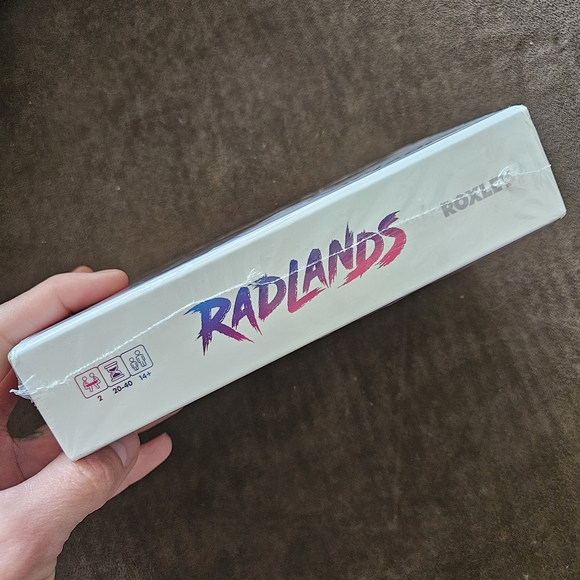 RADLANDS
ROXLEY
2
20-40
14+